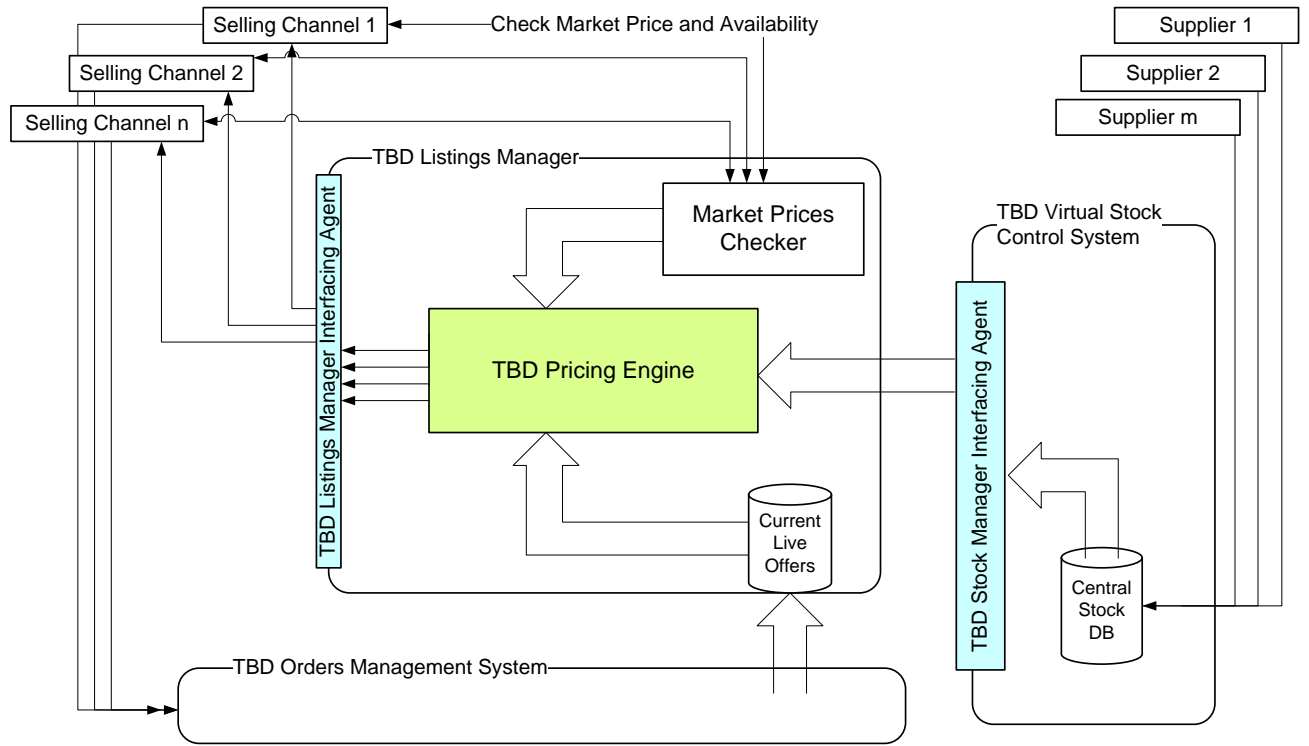 Selling Channel 1
Check Market Price and Availability
Supplier 1
Selling Channel 2
Supplier 2
Selling Channel n
Supplier m
TBD Listings Manager
TBD Listings Manager Interfacing Agent
Market Prices
Checker
TBD Virtual Stock
Control System
TBD Pricing Engine
TBD Stock Manager Interfacing Agent
Current
Live
Offers
Central
Stock
DB
TBD Orders Management System